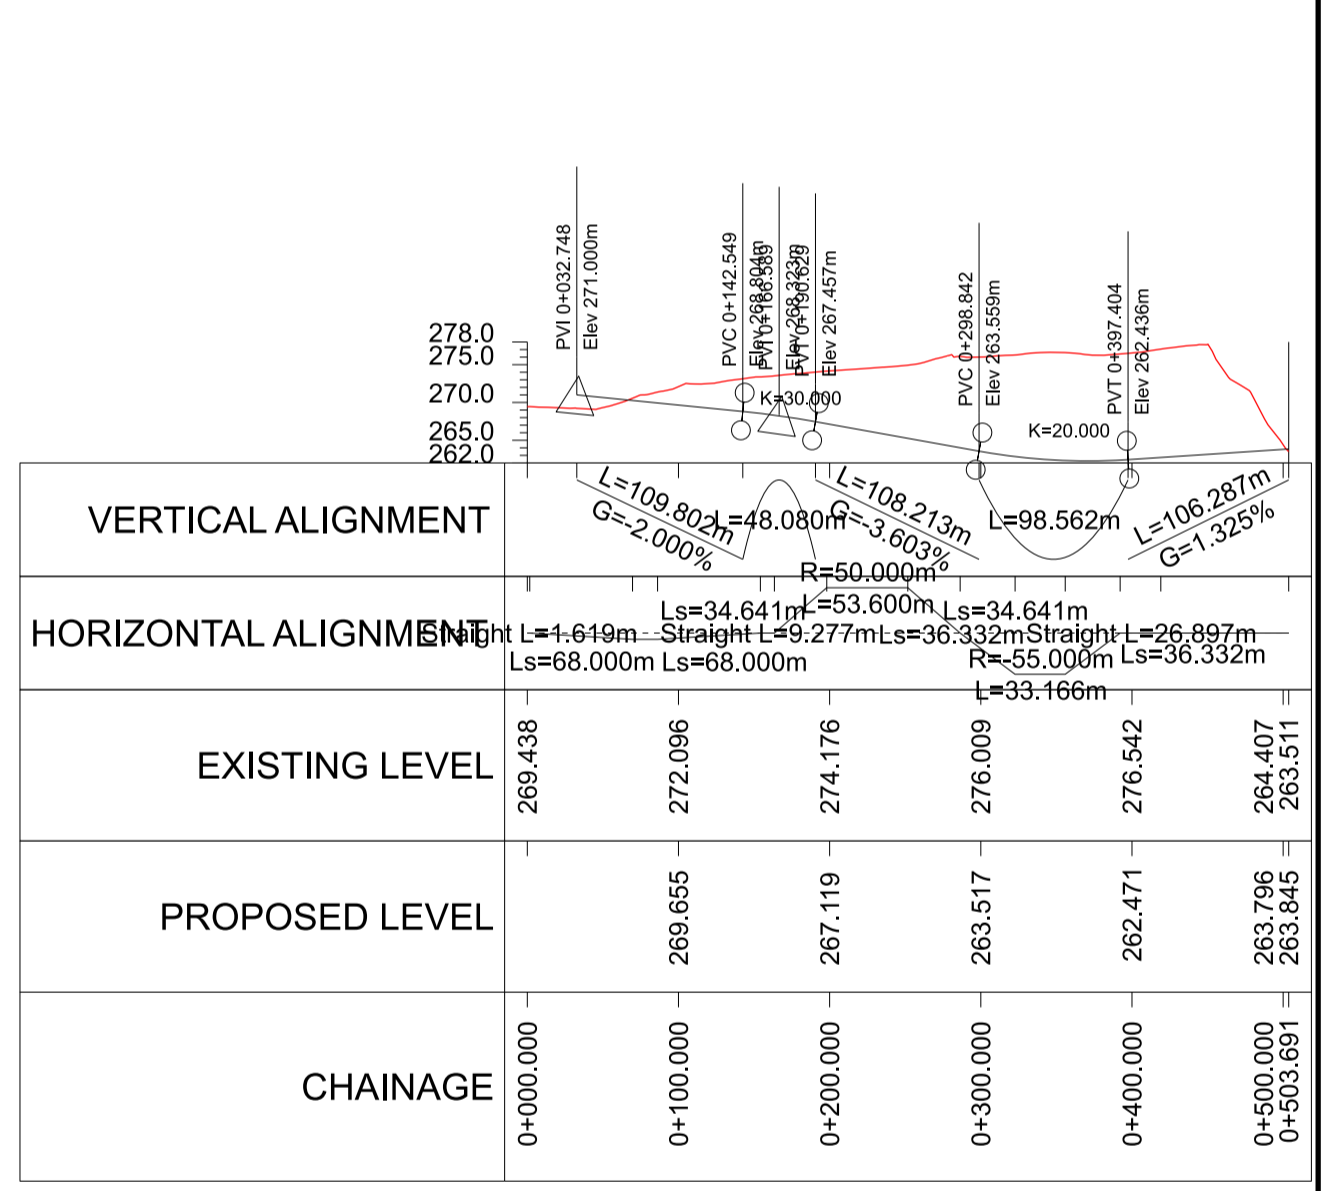 PVI 0+032.748
Elev 271.000m
PVC 0+142.549
Elev 268.804m
PVI 0+166.589
Elev 268.323m
PVT 0+190.629
Elev 267.457m
PVC 0+298.842
Elev 263.559m
PVT 0+397.404
Elev 262.436m
278.0
275.0
270.0
265.0
262.0
K=30.000
K=20.000
VERTICAL ALIGNMENT
L=109.802m
G=-2.000%
L=48.080m
L=108.213m
G=-3.603%
L=98.562m
L=106.287m
G=1.325%
HORIZONTAL ALIGNMENT
Straight L=1.619m
Ls=68.000m
Ls=34.641m
Straight L=9.277m
Ls=68.000m
R=50.000m
L=53.600m
Ls=36.332m
Ls=34.641m
R=-55.000m
L=33.166m
Straight L=26.897m
Ls=36.332m
EXISTING LEVEL
269.438
272.096
274.176
276.009
276.542
264.407
263.511
PROPOSED LEVEL
269.655
267.119
263.517
262.471
263.796
263.845
CHAINAGE
0+000.000
0+100.000
0+200.000
0+300.000
0+400.000
0+500.000
0+503.691